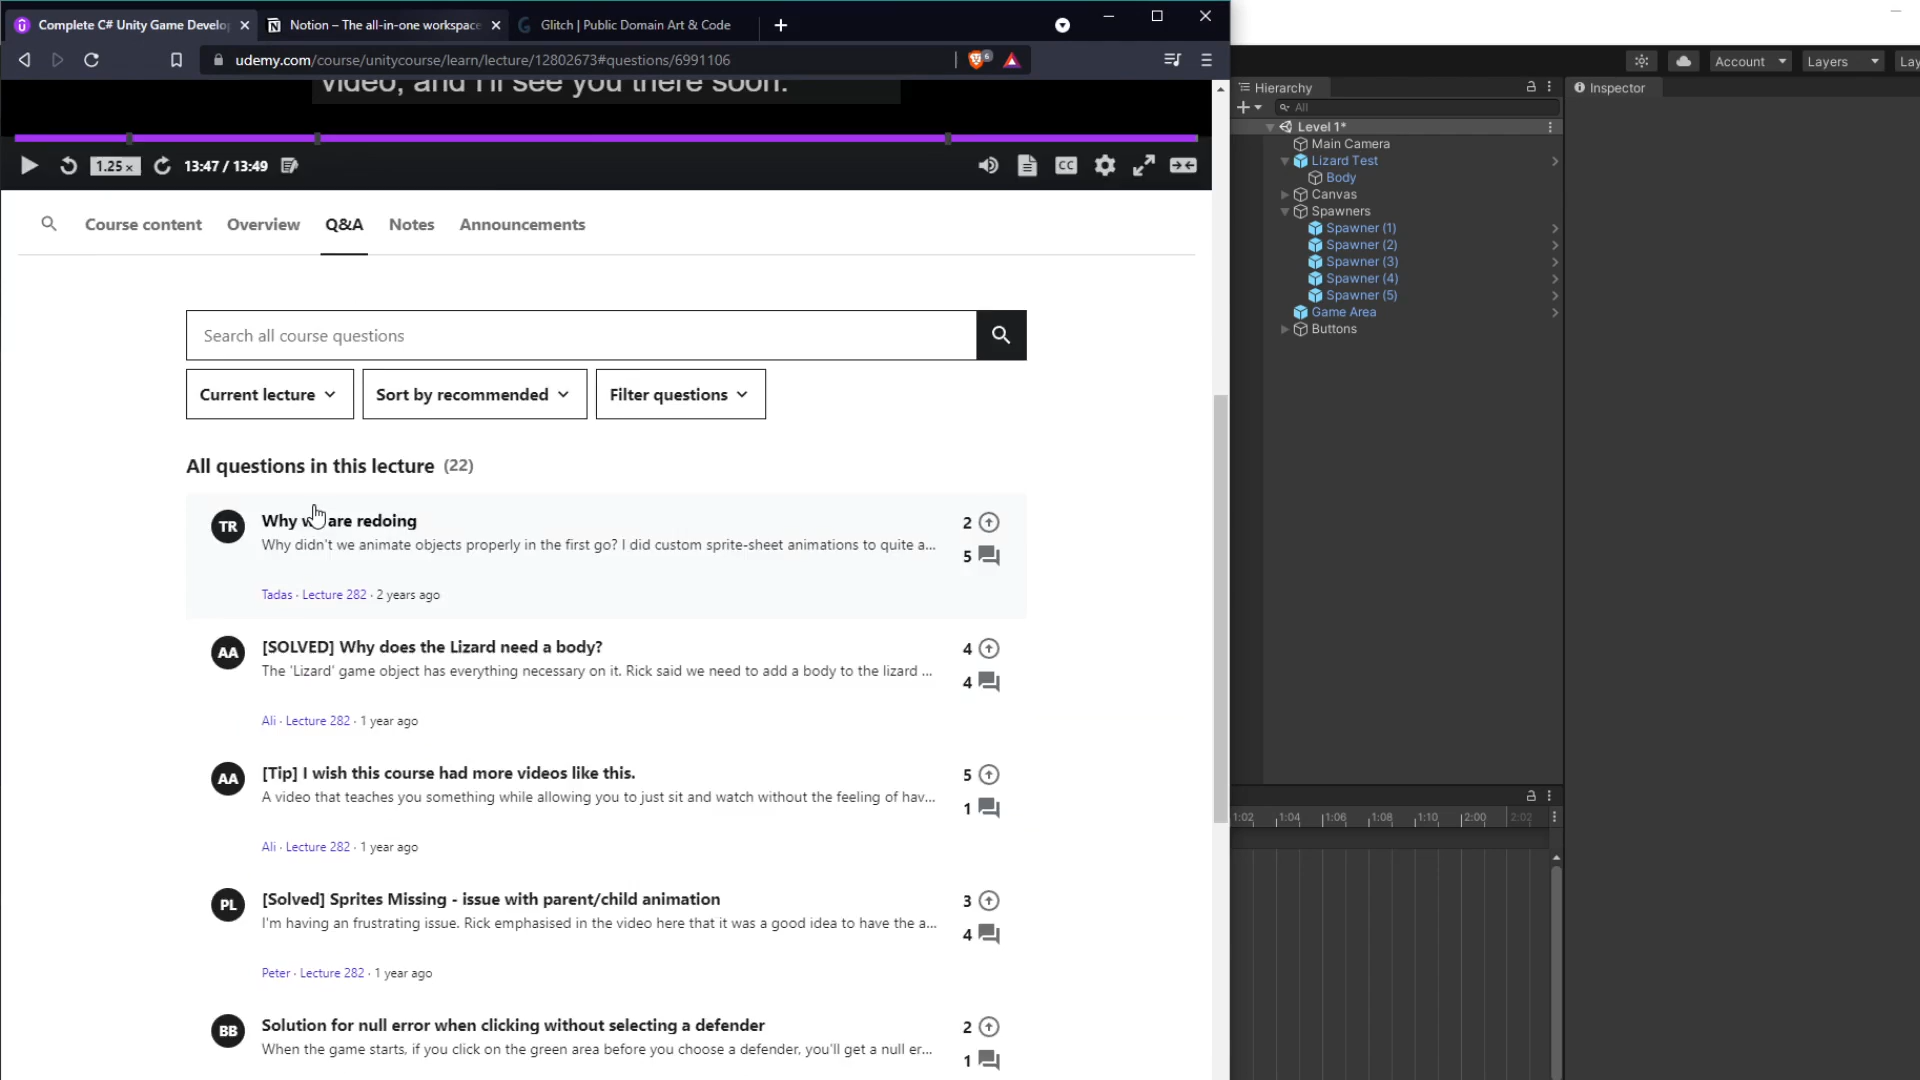 Complete C# Unity Game Develo
Notion – The all-in-one workspace
Glitch | Public Domain Art & Code
udemy.com/course/unitycourse/learn/lecture/12802673#questions/6991106
6
video, and I'll see you there soon.
1.25 x
13:47 / 13:49
CC
Course content
Overview
Q&A
Notes
Announcements
Search all course questions
Current lecture
Sort by recommended
Filter questions
All questions in this lecture (22)
TR
Why we are redoing
2
Why didn't we animate objects properly in the first go? I did custom sprite-sheet animations to quite a...
5
Tadas · Lecture 282 · 2 years ago
AA
[SOLVED] Why does the Lizard need a body?
4
The 'Lizard' game object has everything necessary on it. Rick said we need to add a body to the lizard ...
4
Ali · Lecture 282 · 1 year ago
AA
[Tip] I wish this course had more videos like this.
5
A video that teaches you something while allowing you to just sit and watch without the feeling of hav...
1
Ali · Lecture 282 · 1 year ago
PL
[Solved] Sprites Missing - issue with parent/child animation
3
I'm having an frustrating issue. Rick emphasised in the video here that it was a good idea to have the a...
4
Peter · Lecture 282 · 1 year ago
BB
Solution for null error when clicking without selecting a defender
2
When the game starts, if you click on the green area before you choose a defender, you'll get a null er...
1
Account
Layers
Lay
Hierarchy
All
Level 1*
Main Camera
Lizard Test
Body
Canvas
Spawners
Spawner (1)
Spawner (2)
Spawner (3)
Spawner (4)
Spawner (5)
Game Area
Buttons
Inspector
1:02
1:04
1:06
1:08
1:10
2:00
2:02